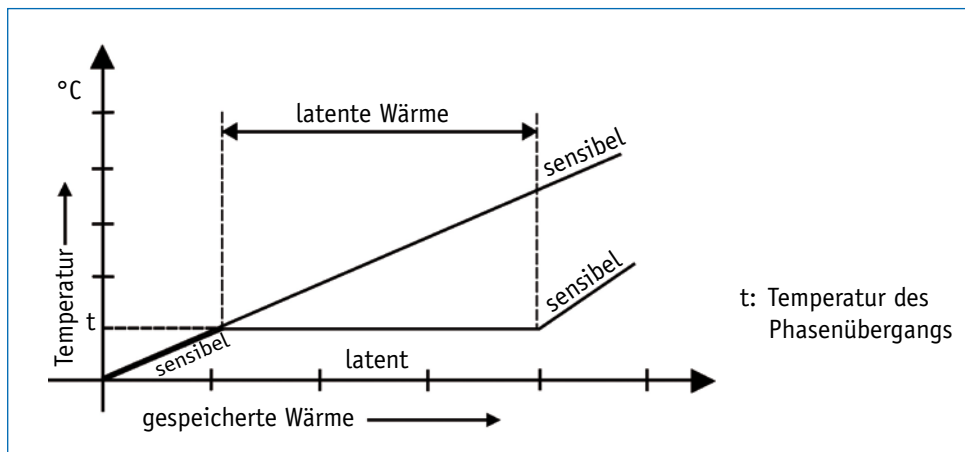 °C
latente Wärme
sensibel
Temperatur
sensibel
t
sensibel
latent
gespeicherte Wärme
t: Temperatur des
Phasenübergangs